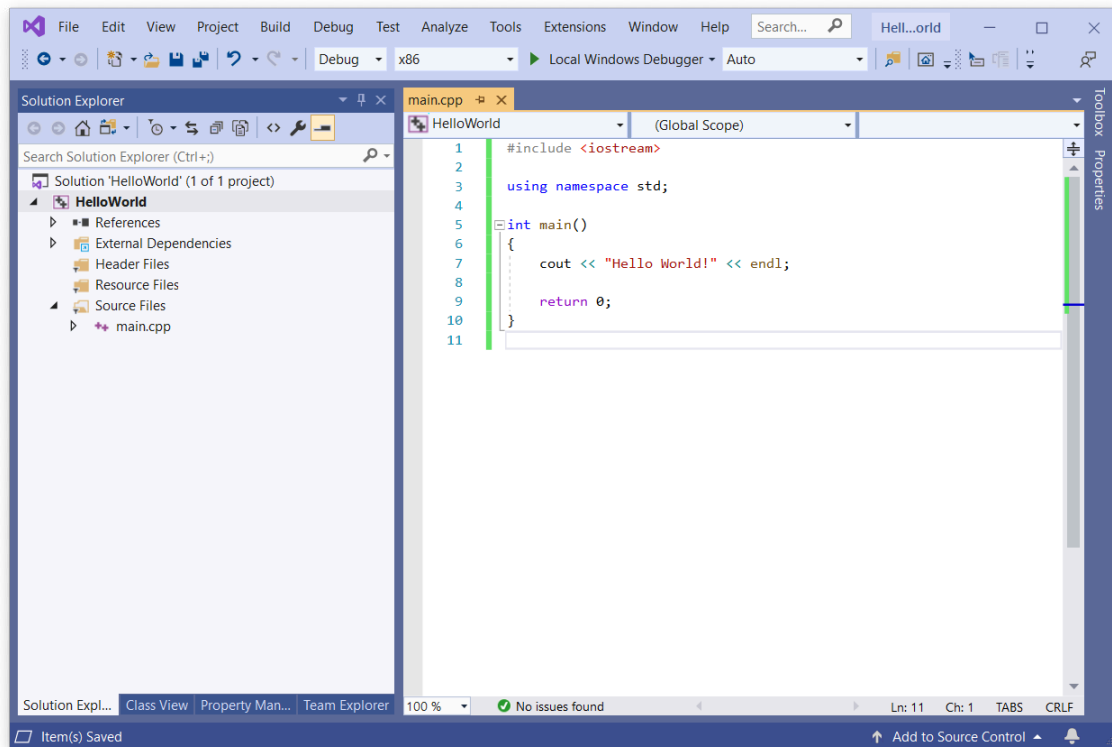 File Edit View Project Build Debug Test Analyze Tools Extensions Window Help Search... Hell...orld
Debug x86 Local Windows Debugger Auto
Solution Explorer
Search Solution Explorer (Ctrl+;)
Solution 'HelloWorld' (1 of 1 project)
HelloWorld
References
External Dependencies
Header Files
Resource Files
Source Files
main.cpp
Solution Expl... Class View Property Man... Team Explorer
main.cpp
HelloWorld (Global Scope)
1 #include <iostream>
2
3 using namespace std;
4
5 int main()
6 {
7 cout << "Hello World!" << endl;
8
9 return 0;
10 }
11
100 % No issues found Ln: 11 Ch: 1 TABS CRLF
Toolbox
Properties
Item(s) Saved Add to Source Control